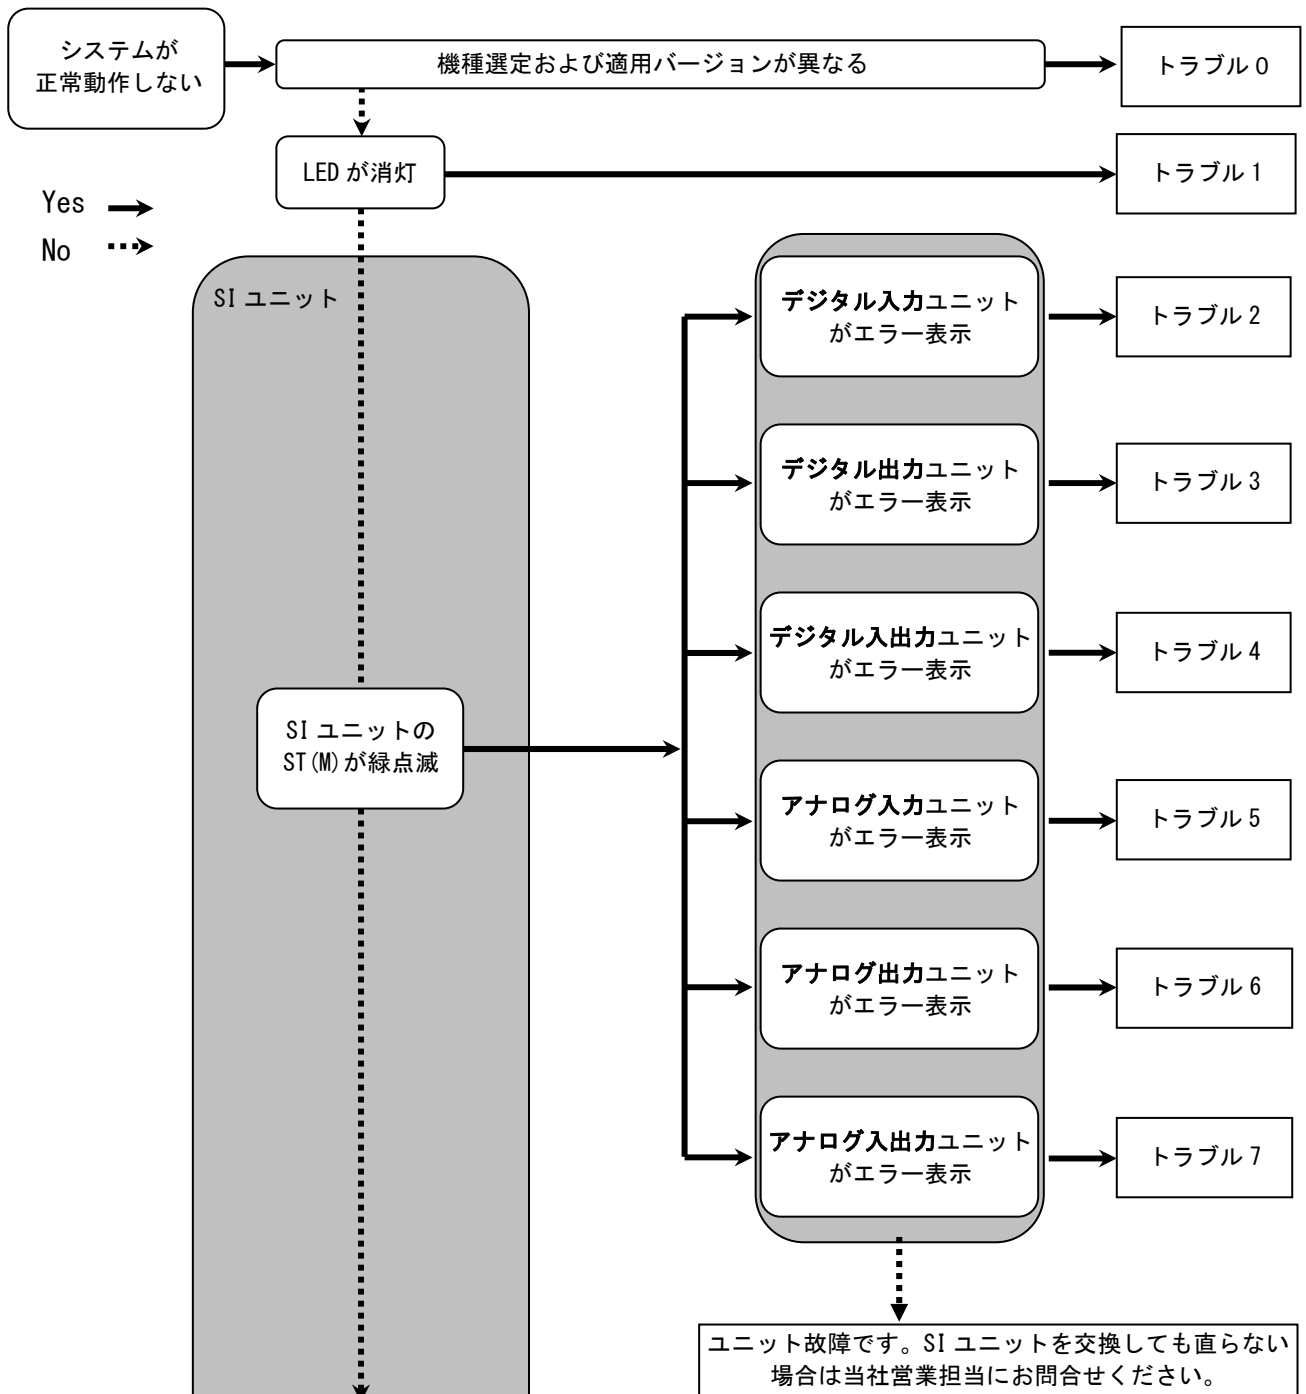 システムが
正常動作しない
機種選定および適用バージョンが異なる
トラブル 0
LED が消灯
トラブル 1
Yes
No
SI ユニット
デジタル入力ユニット
がエラー表示
トラブル 2
デジタル出力ユニット
がエラー表示
トラブル 3
デジタル入出力ユニット
がエラー表示
トラブル 4
SI ユニットの
ST(M)が緑点滅
アナログ入力ユニット
がエラー表示
トラブル 5
アナログ出力ユニット
がエラー表示
トラブル 6
アナログ入出力ユニット
がエラー表示
トラブル 7
ユニット故障です。SI ユニットを交換しても直らない
場合は当社営業担当にお問合せください。